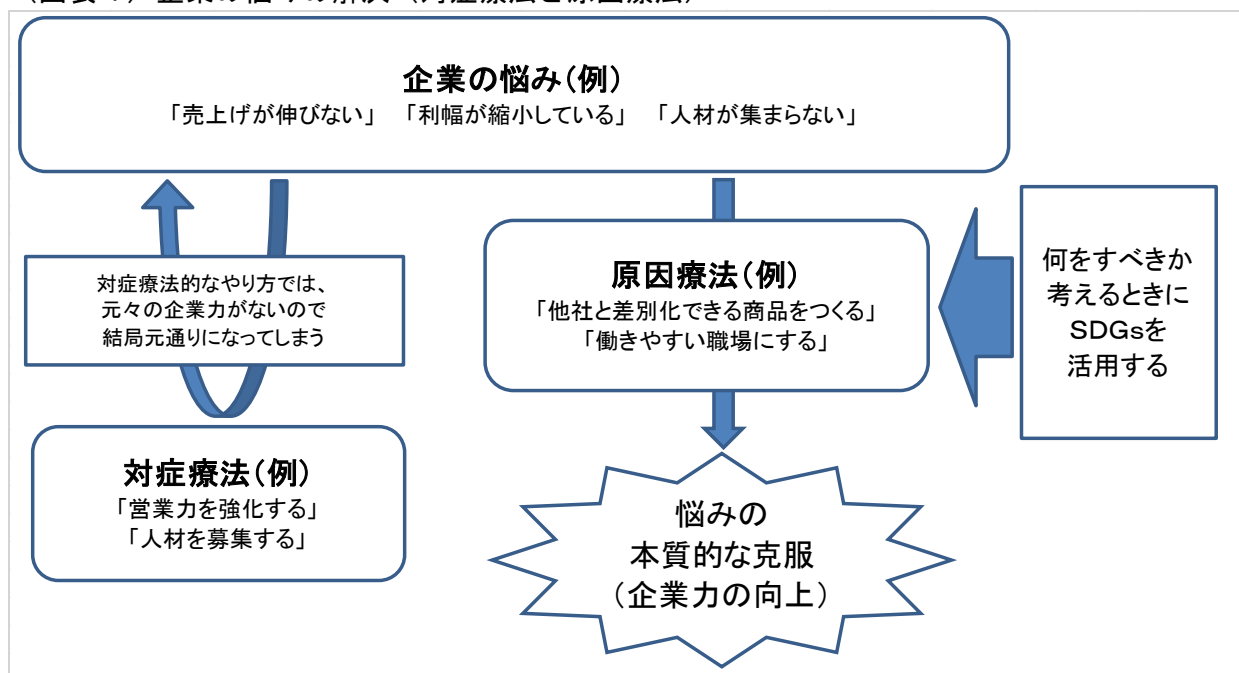 企業の悩み(例)
「売上げが伸びない」 「利幅が縮小している」 「人材が集まらない」
対症療法的なやり方では、
元々の企業力がないので
結局元通りになってしまう
対症療法(例)
「営業力を強化する」
「人材を募集する」
原因療法(例)
「他社と差別化できる商品をつくる」
「働きやすい職場にする」
何をすべきか
考えるときに
SDGsを
活用する
悩みの
本質的な克服
(企業力の向上)